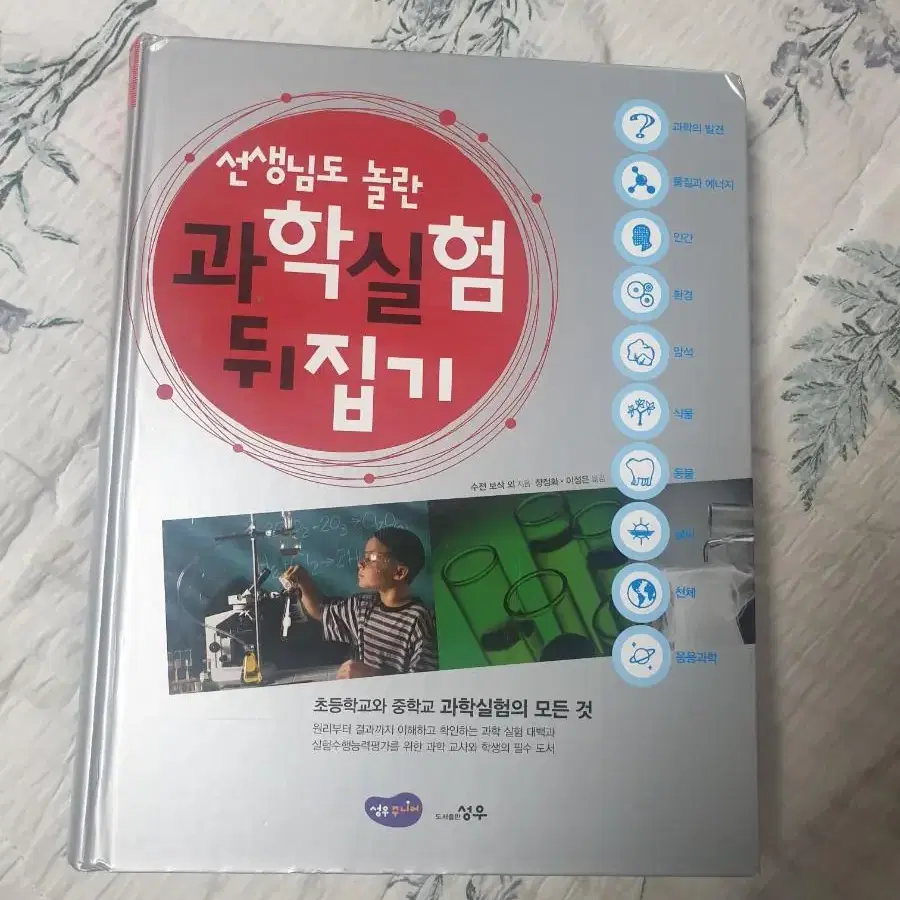 선생님도 놀란
과학실험
뒤집기
과학의 발견
물질과 에너지
인간
환경
암석
식물
동물
날씨
천체
응용과학
수전 보삭 외 지음
이성은 옮김
초등학교와 중학교 과학실험의 모든 것
원리부터 결과까지 이해하고 확인하는 과학 실험 대백과
실험수행능력평가를 위한 과학 교사와 학생의 필수 도서
성우주니어
도서출판 성우